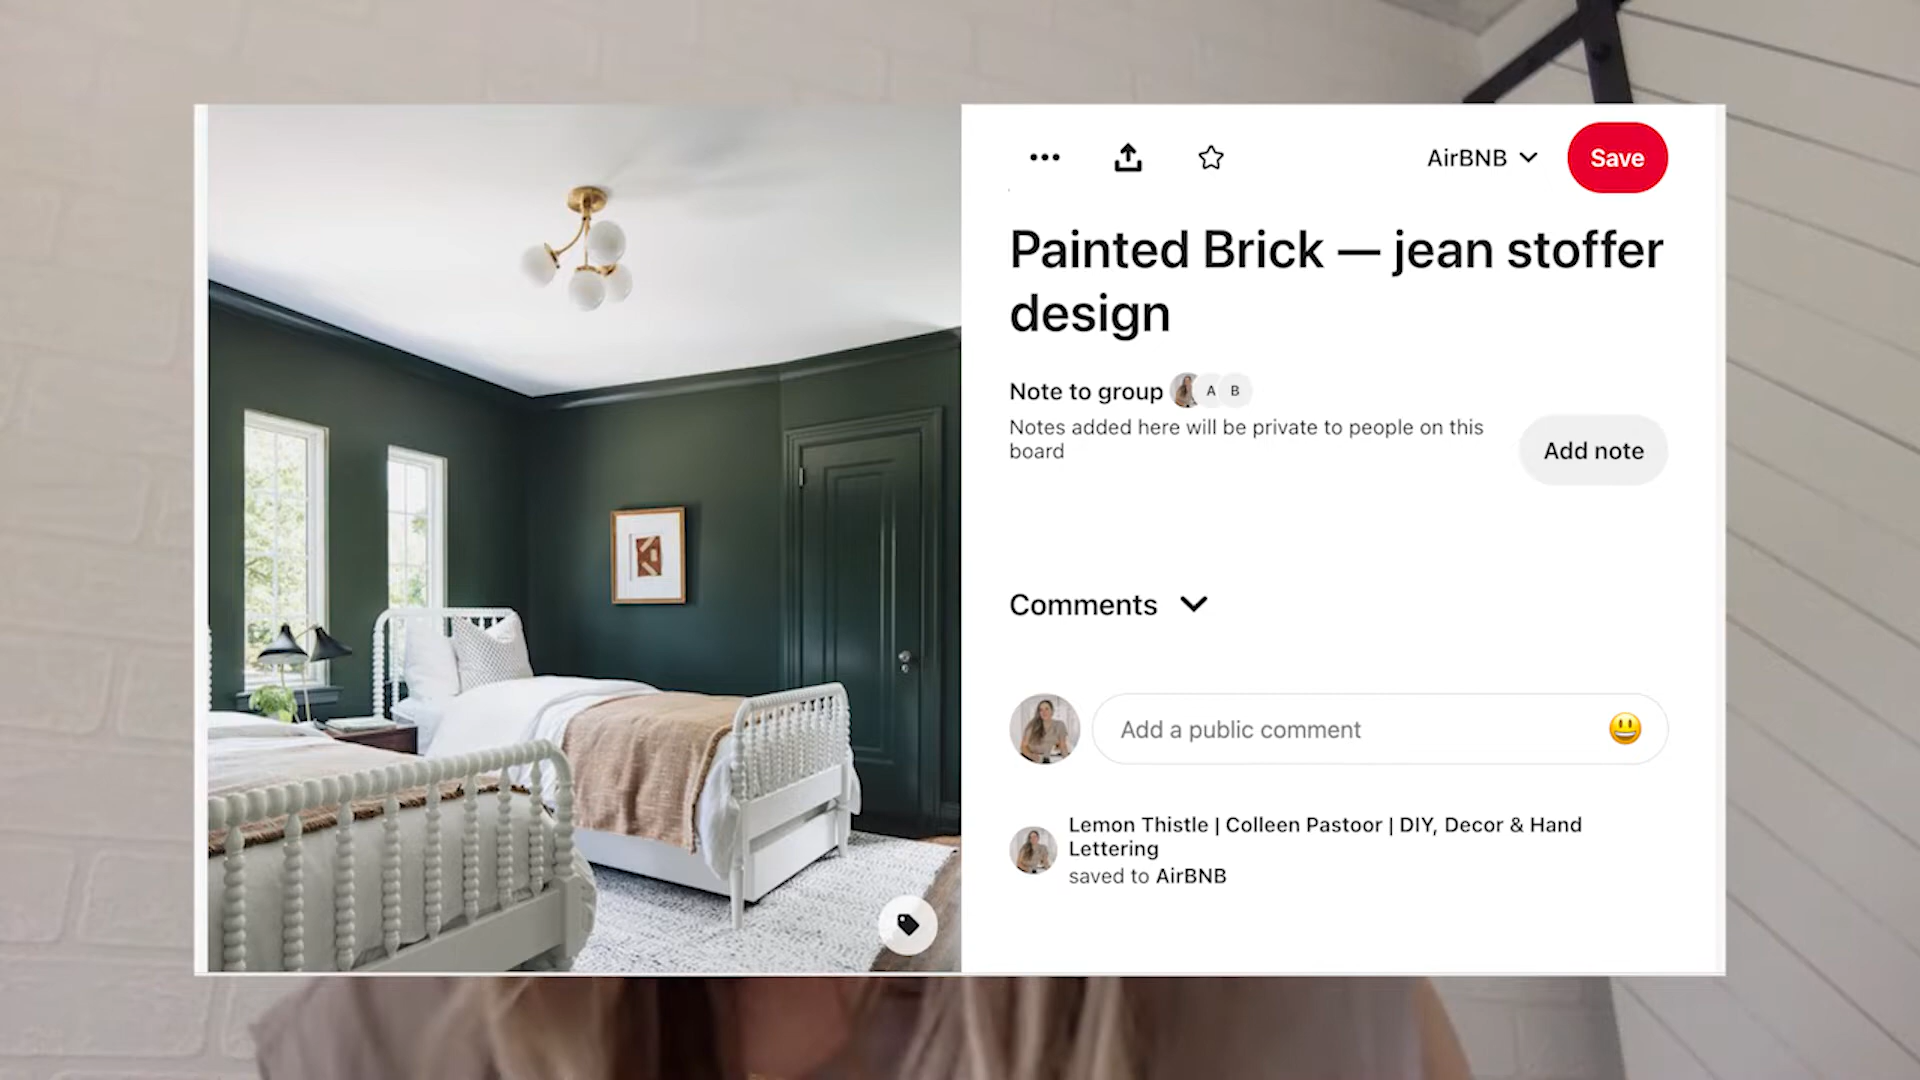 AirBNB
Save
Painted Brick — jean stoffer
design
Note to group
A
B
Notes added here will be private to people on this
board
Add note
Comments
Add a public comment
Lemon Thistle | Colleen Pastoor | DIY, Decor & Hand
Lettering
saved to AirBNB